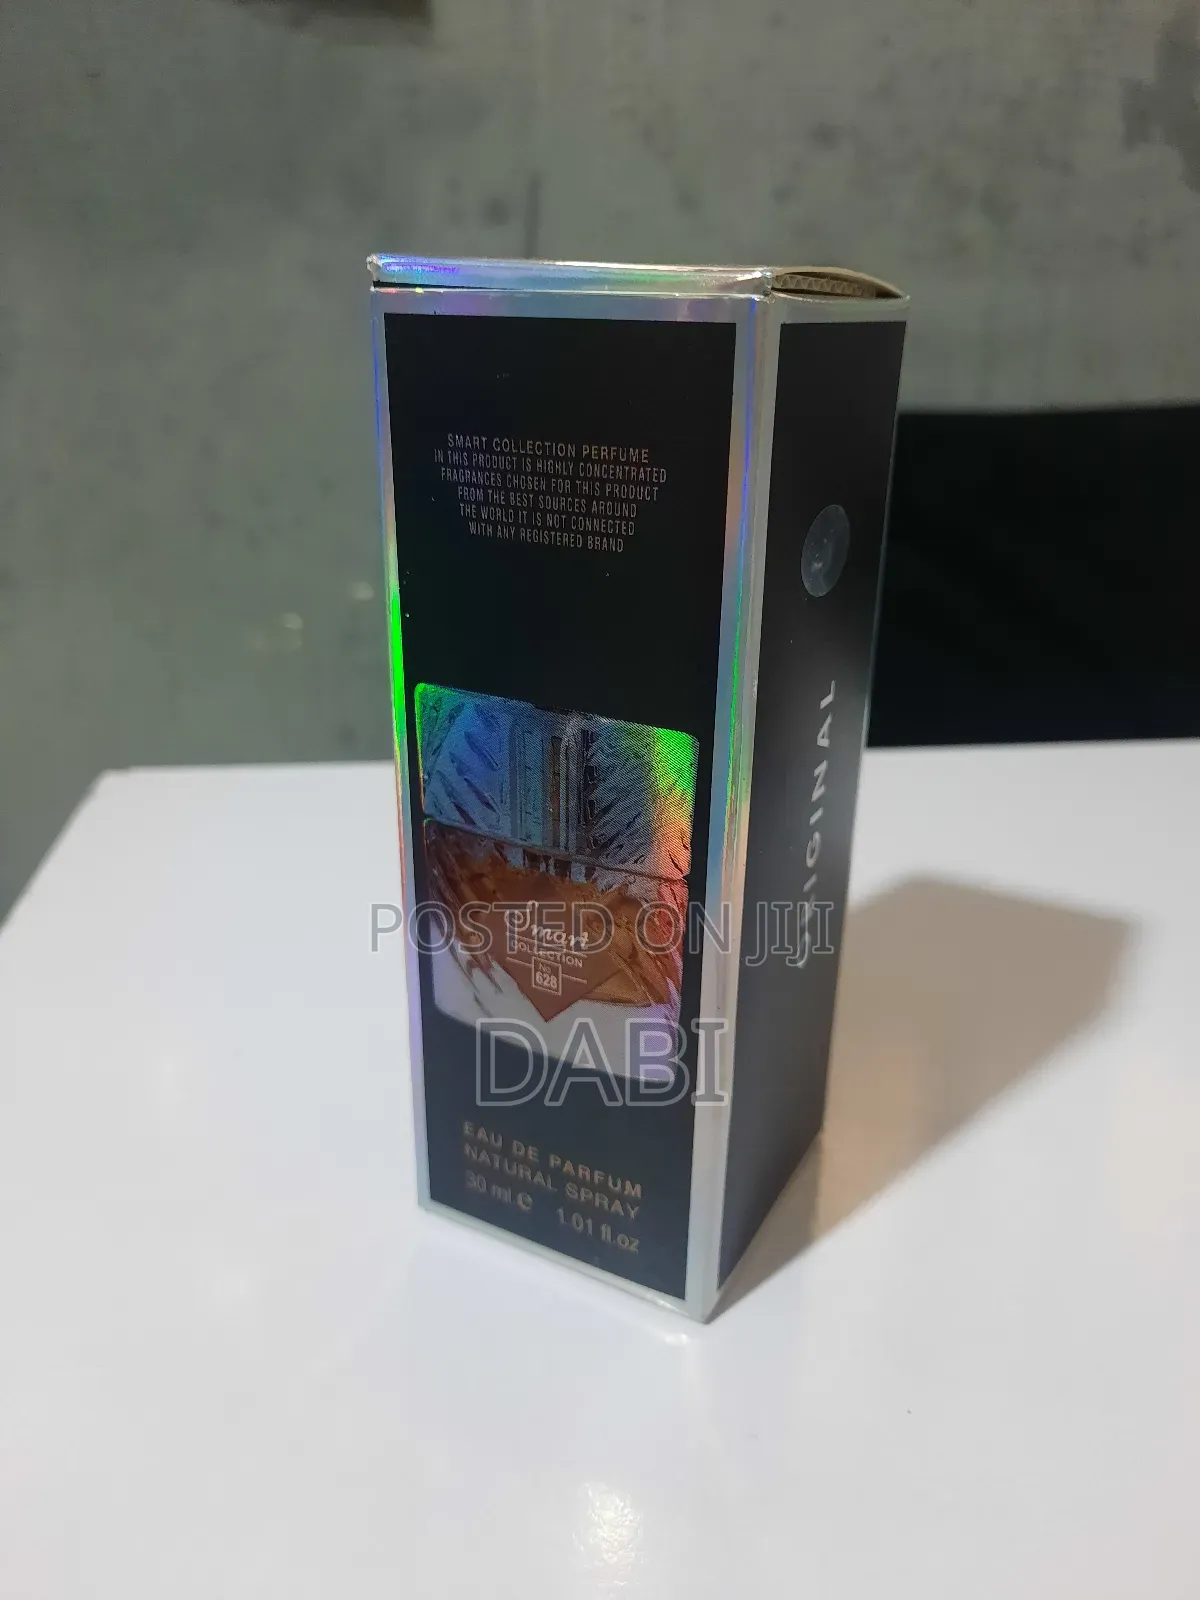 SMART COLLECTION PERFUME
IN THIS PRODUCT IS HIGHLY CONCENTRATED
FRAGRANCES CHOSEN FOR THIS PRODUCT
FROM THE BEST SOURCES AROUND
THE WORLD IT IS NOT CONNECTED
WITH ANY REGISTERED BRAND
ORIGINAL
Smart
COLLECTION
No.
628
POSTED ON JIJI
DABI
EAU DE PARFUM
NATURAL SPRAY
30 ml e 1.01 fl.oz